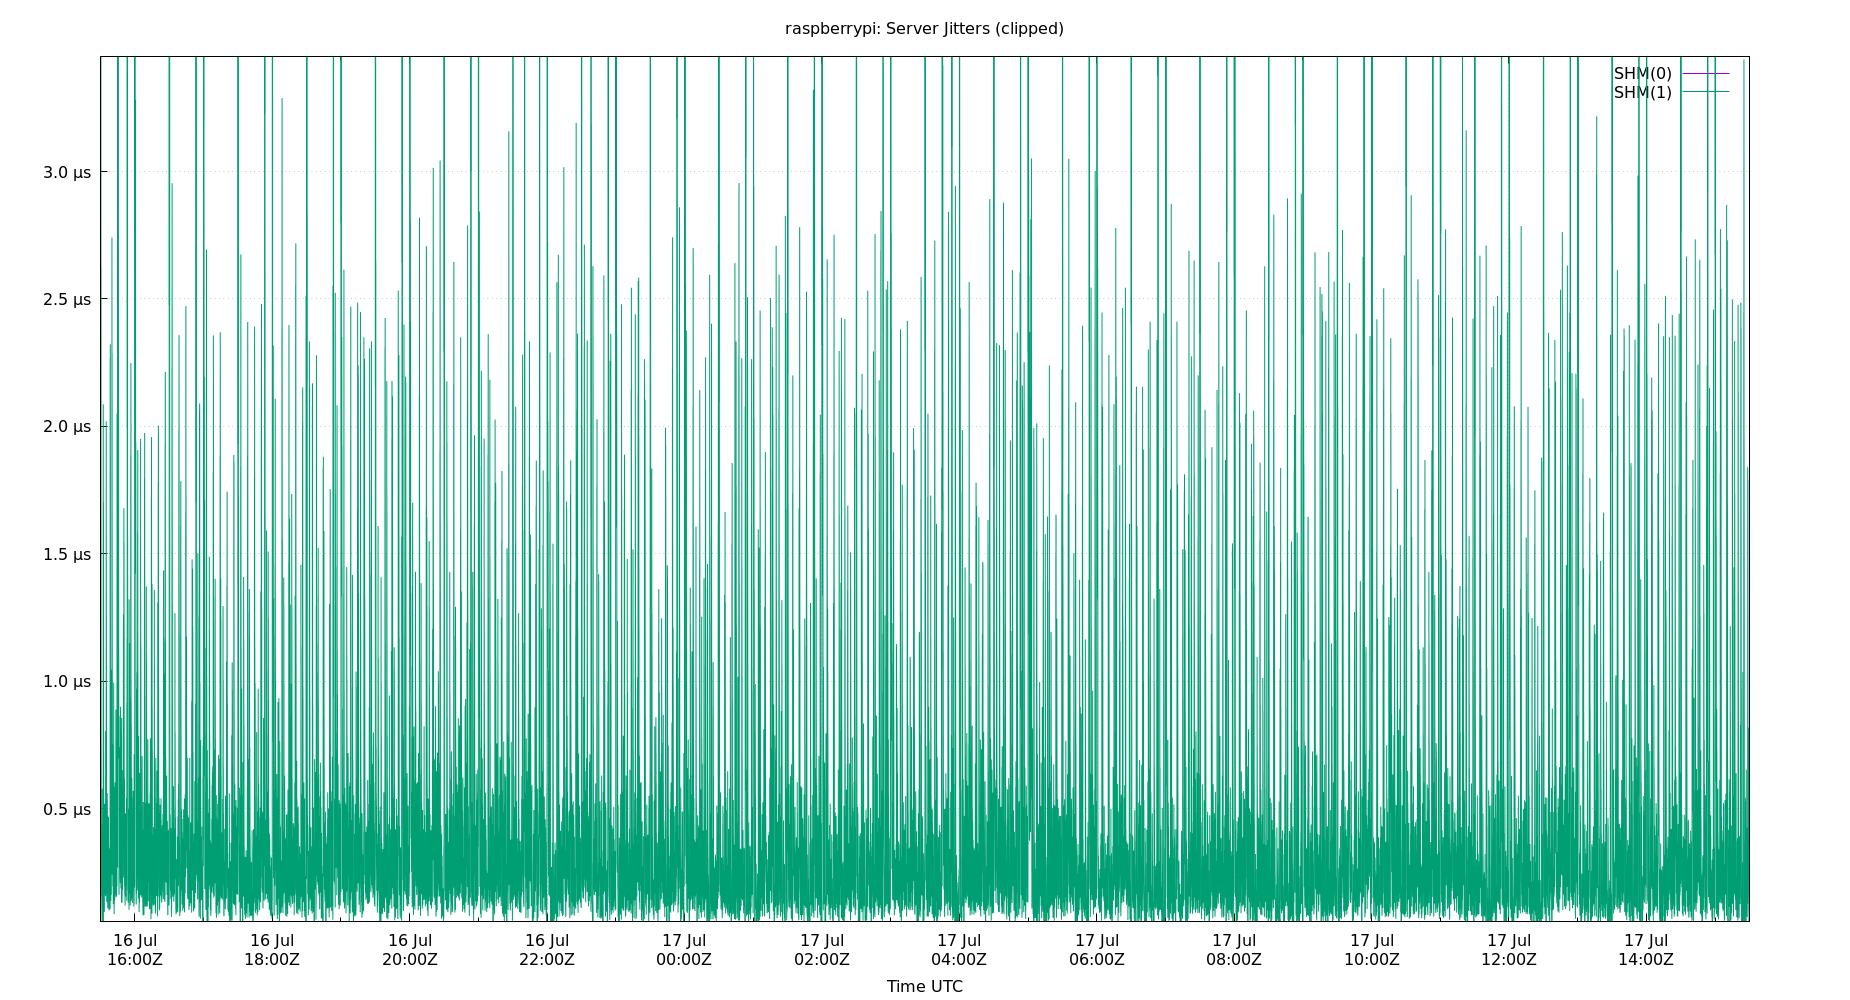 raspberrypi: Server Jitters (clipped)
SHM(0)
SHM(1)
3.0 µs
2.5 µs
2.0 µs
1.5 µs
1.0 µs
0.5 µs
16 Jul 16 Jul 16 Jul 16 Jul 17 Jul 17 Jul 17 Jul 17 Jul 17 Jul 17 Jul 17 Jul 17 Jul
16:00Z 18:00Z 20:00Z 22:00Z 00:00Z 02:00Z 04:00Z 06:00Z 08:00Z 10:00Z 12:00Z 14:00Z
Time UTC